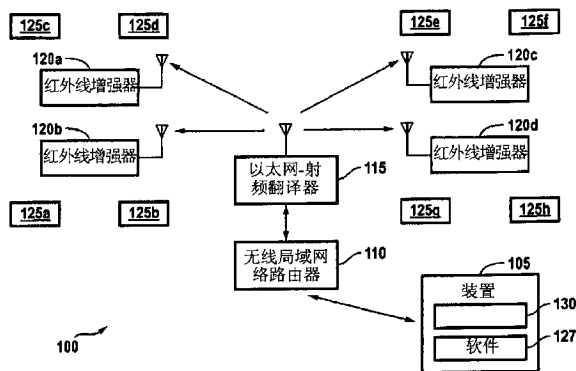 125c
125d
125e
125f
120a
120c
红外线增强器
红外线增强器
120b
120d
红外线增强器
红外线增强器
以太网-射
频翻译器
115
125a
125b
125g
125h
无线局域网
络路由器
110
105
装置
130
软件
127
100